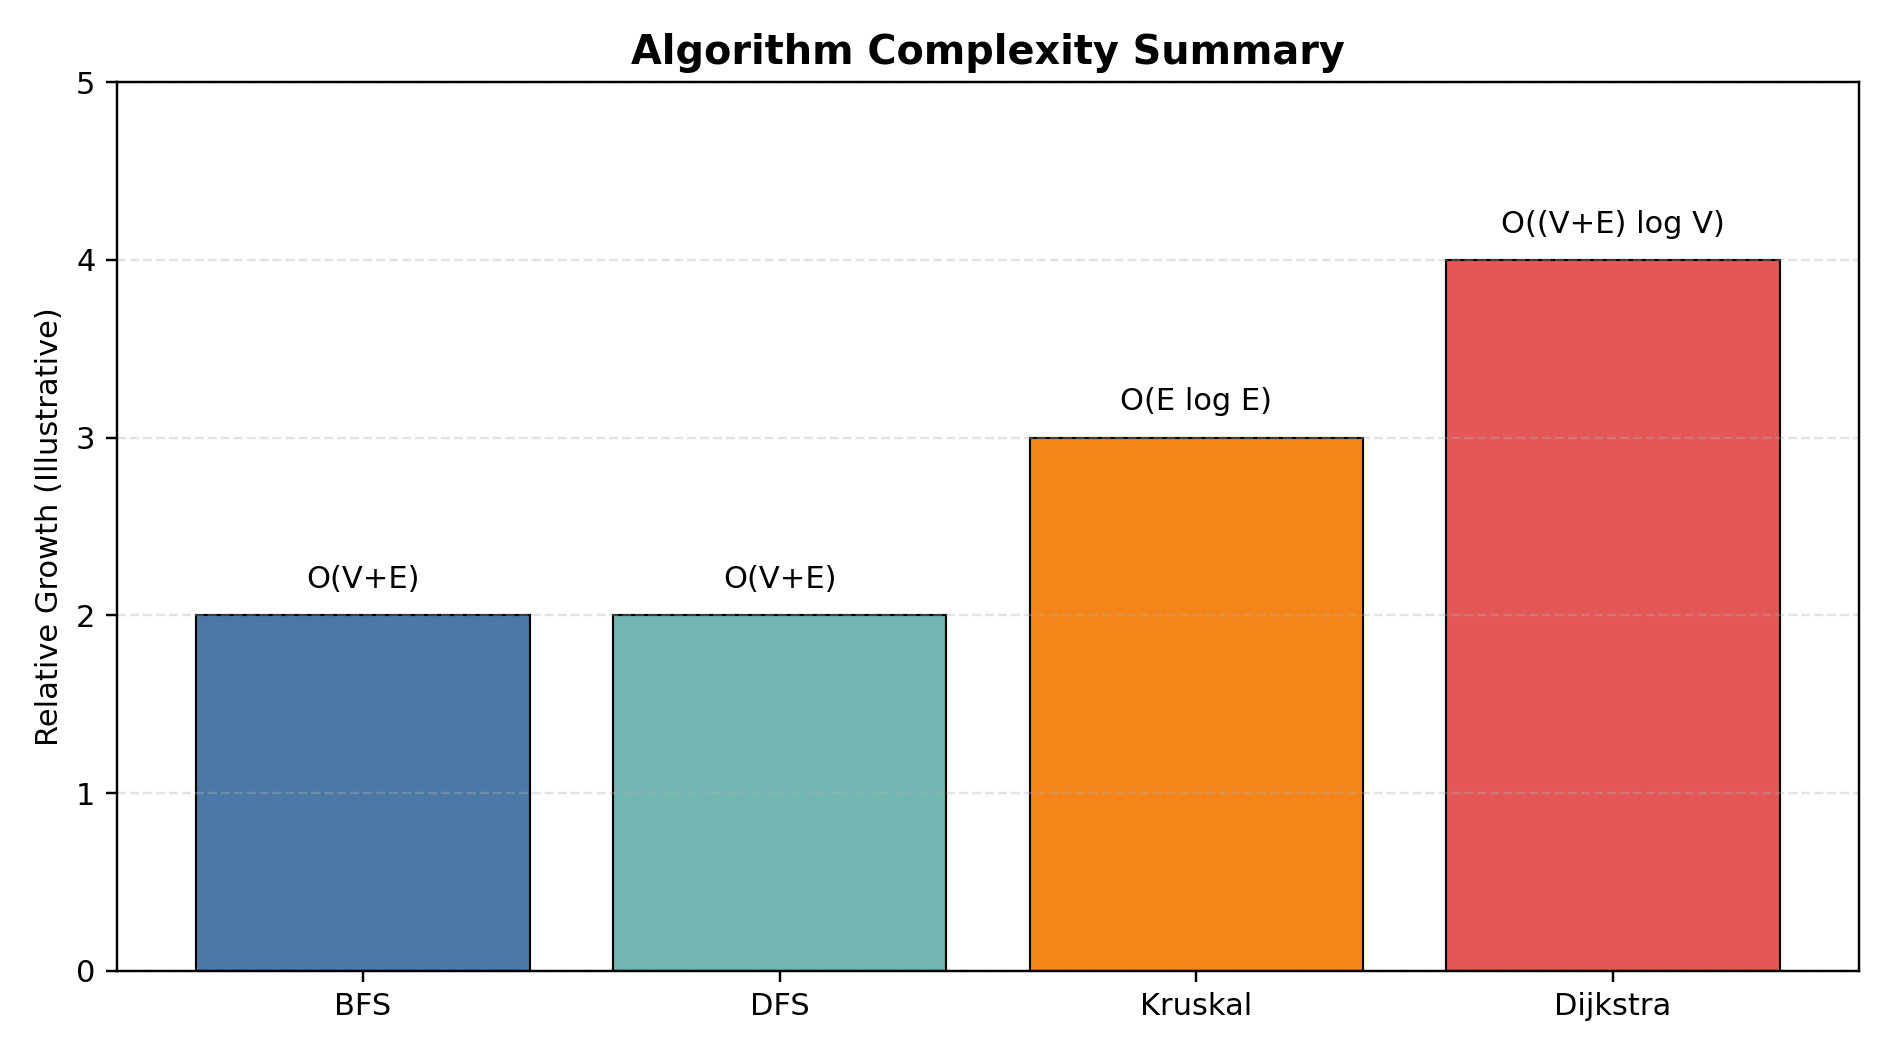 Algorithm Complexity Summary
Relative Growth (Illustrative)
5
4
3
2
1
0
O(V+E)
O(V+E)
O(E log E)
O((V+E) log V)
BFS
DFS
Kruskal
Dijkstra